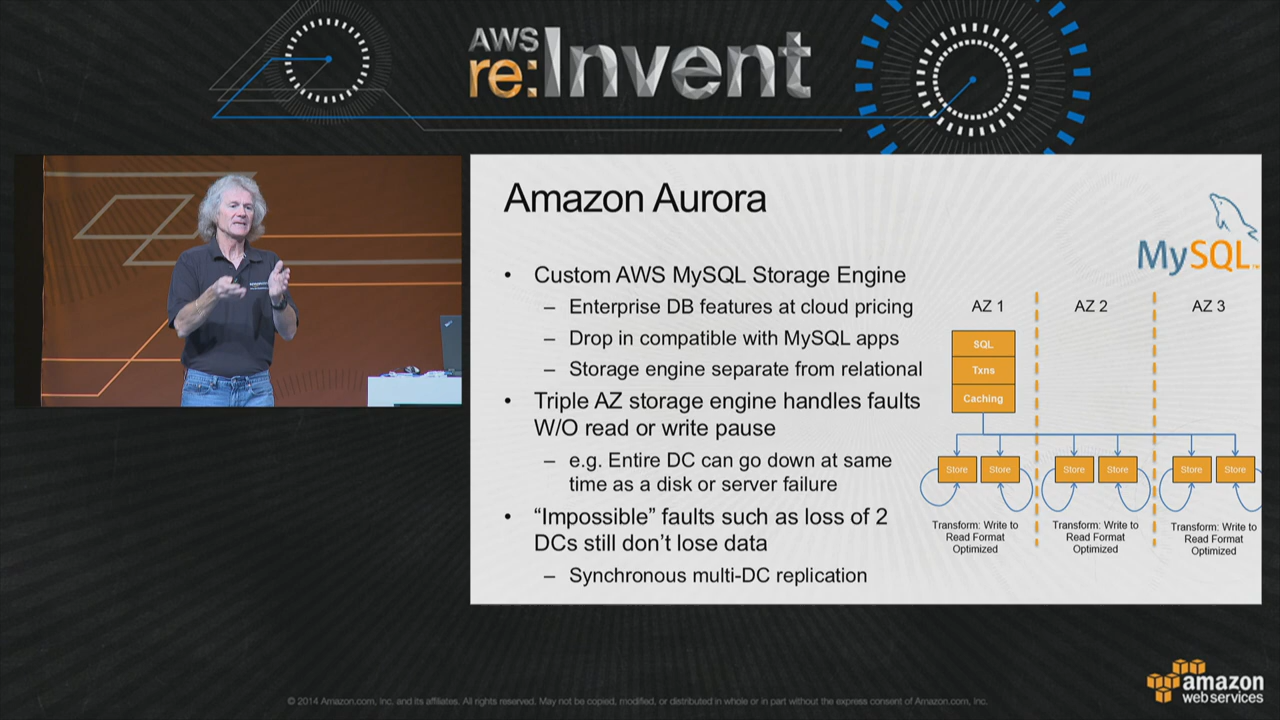 AWS
re:Invent
Amazon Aurora
MySQL™
• Custom AWS MySQL Storage Engine
– Enterprise DB features at cloud pricing
– Drop in compatible with MySQL apps
– Storage engine separate from relational
• Triple AZ storage engine handles faults
W/O read or write pause
– e.g. Entire DC can go down at same
time as a disk or server failure
• “Impossible” faults such as loss of 2
DCs still don’t lose data
– Synchronous multi-DC replication
AZ 1 AZ 2 AZ 3
SQL
Txns
Caching
Store Store Store Store Store Store
Transform: Write to
Read Format
Optimized
Transform: Write to
Read Format
Optimized
Transform: Write to
Read Format
Optimized
© 2014 Amazon.com, Inc. and its affiliates. All rights reserved. May not be copied, modified, or distributed in whole or in part without the express consent of Amazon.com, Inc.
amazon
web services